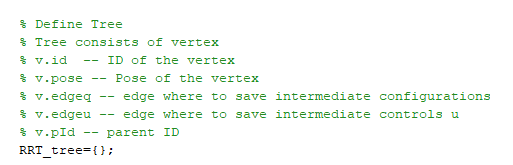 % Define Tree
% Tree consists of vertex
% v.id  -- ID of the vertex
% v.pose -- Pose of the vertex
% v.edgeq -- edge where to save intermediate configurations
% v.edgeu -- edge where to save intermediate controls u
% v.pId -- parent ID
RRT_tree={};